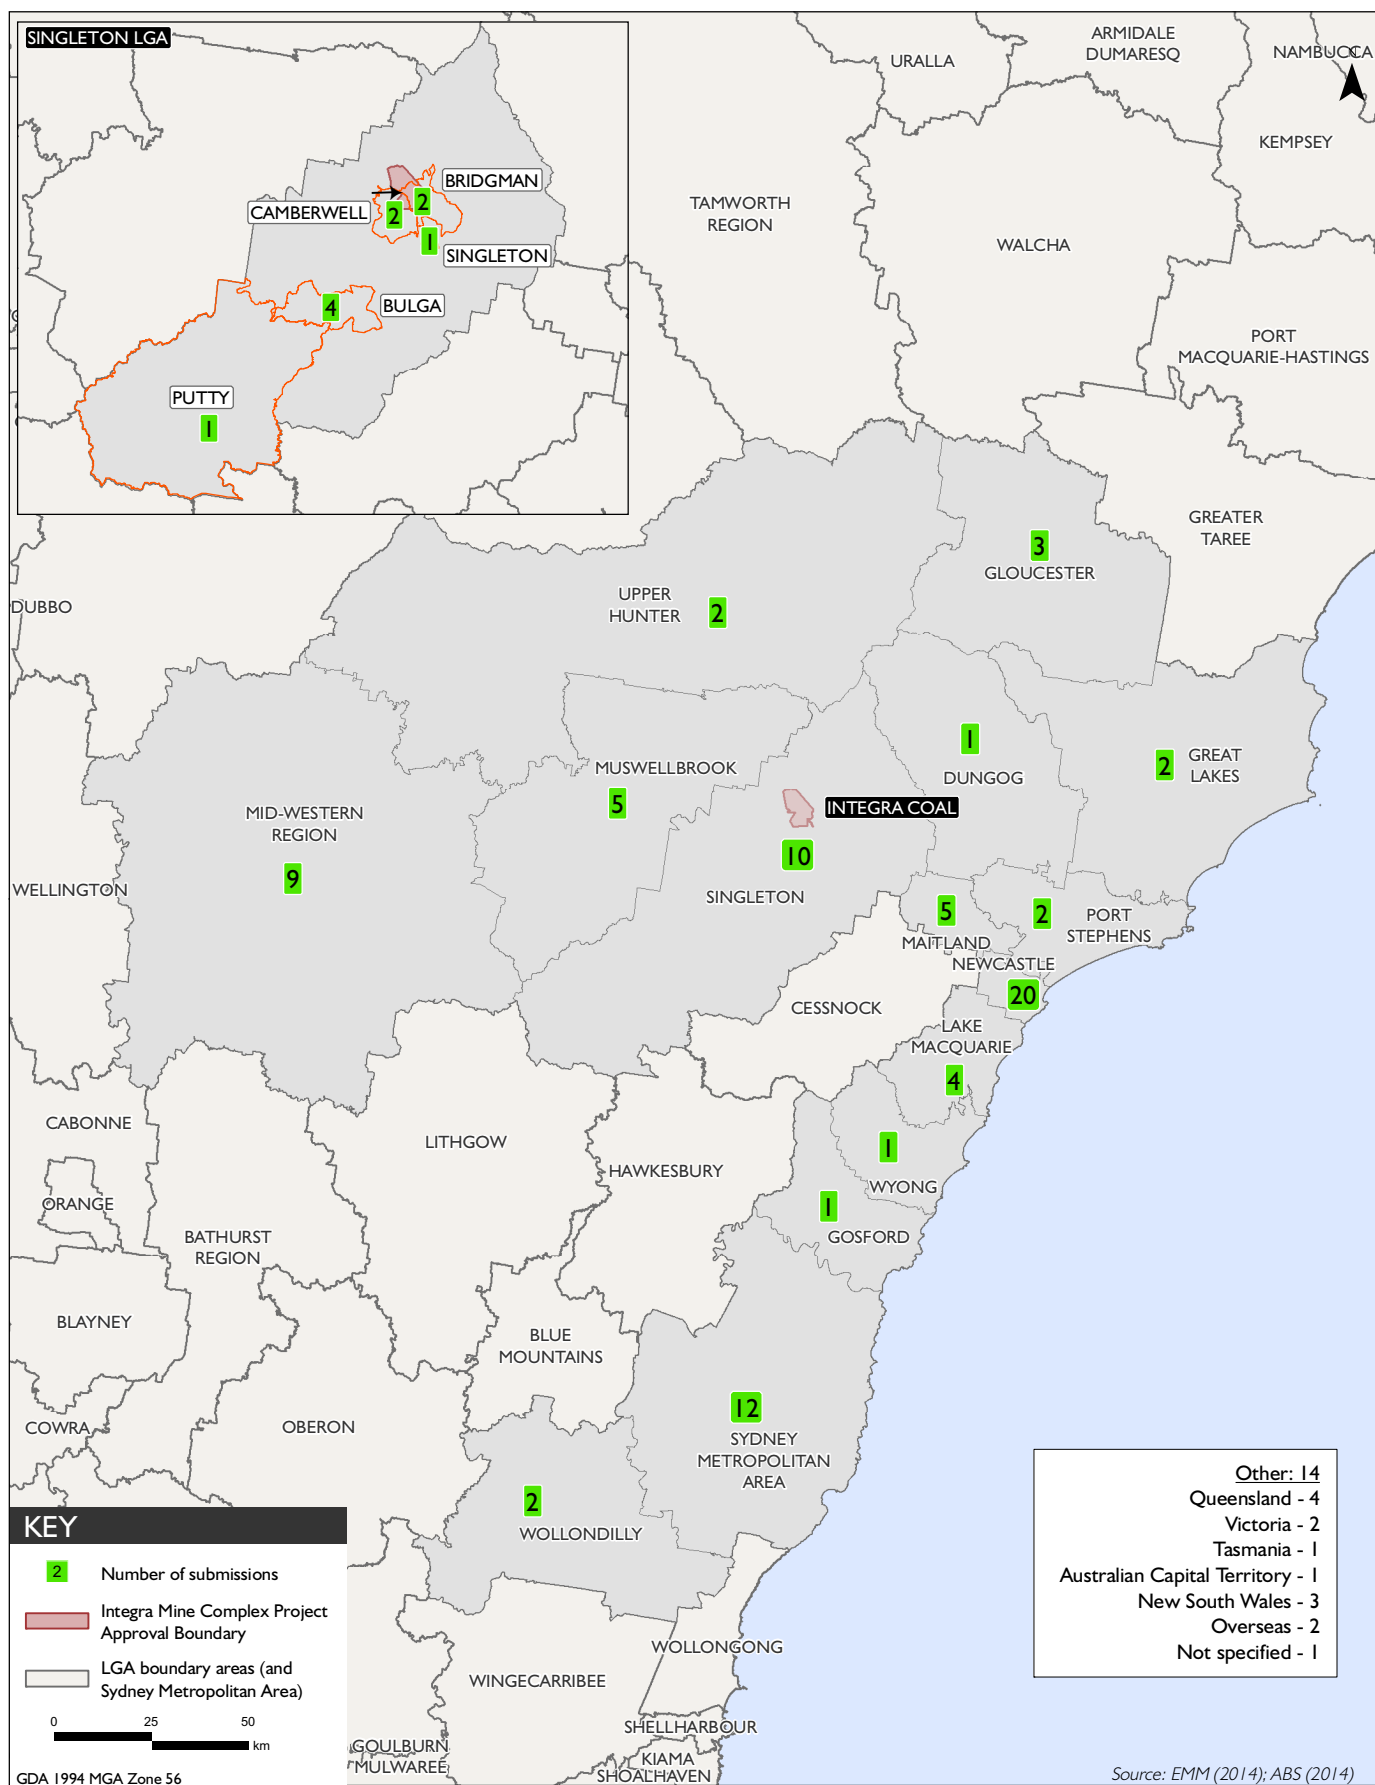 SINGLETON LGA
BRIDGMAN
2
CAMBERWELL
2
1
SINGLETON
4
BULGA
PUTTY
1
URALLA
ARMIDALE
DUMARESQ
NAMBUCCA
N
KEMPSEY
TAMWORTH
REGION
WALCHA
PORT
MACQUARIE-HASTINGS
GREATER
TAREE
3
GLOUCESTER
UPPER
HUNTER
2
DUBBO
1
DUNGOG
2
GREAT
LAKES
MUSWELLBROOK
5
INTEGRA COAL
MID-WESTERN
REGION
9
10
SINGLETON
WELLINGTON
5
MAITLAND
2
PORT
STEPHENS
NEWCASTLE
20
CESSNOCK
LAKE
MACQUARIE
4
CABONNE
LITHGOW
HAWKESBURY
1
WYONG
ORANGE
1
GOSFORD
BATHURST
REGION
BLAYNEY
BLUE
MOUNTAINS
COWRA
OBERON
12
SYDNEY
METROPOLITAN
AREA
2
WOLLONDILLY
WOLLONGONG
WINGECARRIBEE
SHELLHARBOUR
KIAMA
SHOALHAVEN
GOULBURN
MULWAREE
Other: 14
Queensland - 4
Victoria - 2
Tasmania - 1
Australian Capital Territory - 1
New South Wales - 3
Overseas - 2
Not specified - 1
KEY
2 Number of submissions
Integra Mine Complex Project
Approval Boundary
LGA boundary areas (and
Sydney Metropolitan Area)
0 25 50
km
GDA 1994 MGA Zone 56
Source: EMM (2014); ABS (2014)